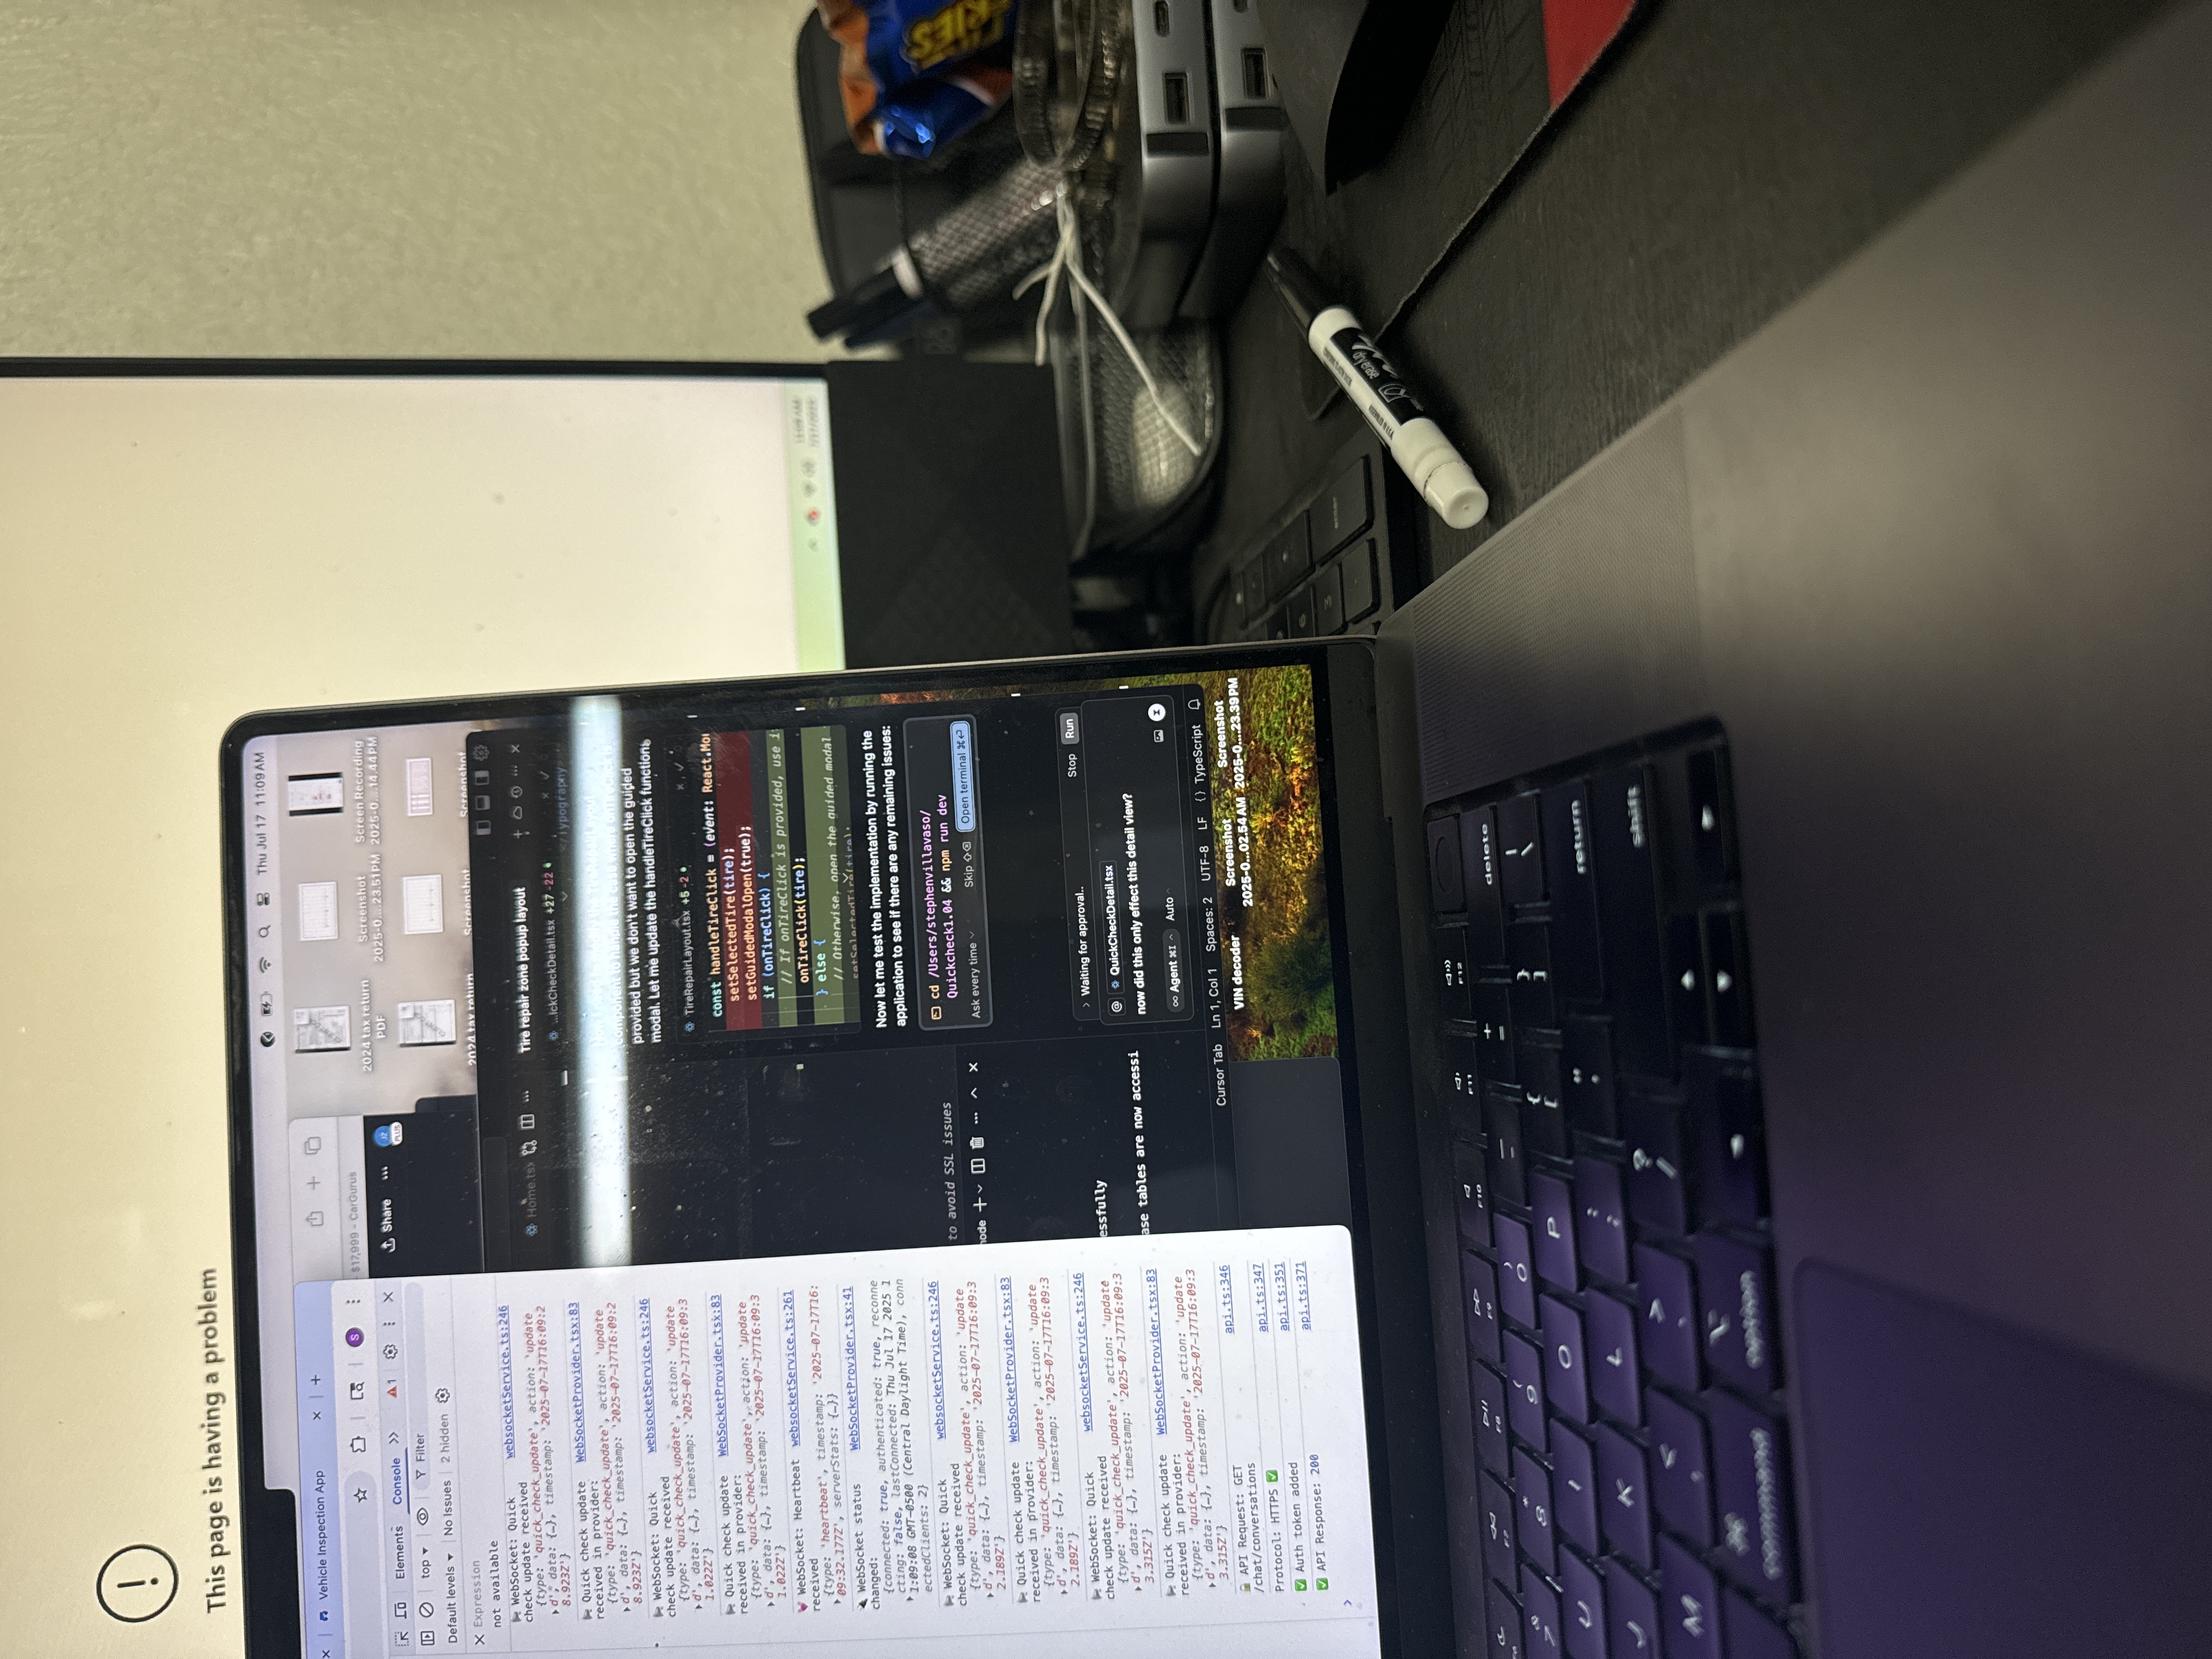 !
This page is having a problem
Thu Jul 17 11:09 AM
Vehicle Inspection App
$17,999 - CarGurus
S
Elements
Console
1
top
Filter
Default levels
No Issues
2 hidden
Expression
not available
WebSocket: Quick check update received
websocketService.ts:246
{type: 'quick_check_update', action: 'update
d', data: {…}, timestamp: '2025-07-17T16:09:2
8.923Z'}
Quick check update
WebSocketProvider.tsx:83
received in provider:
{type: 'quick_check_update', action: 'update
d', data: {…}, timestamp: '2025-07-17T16:09:2
8.923Z'}
WebSocket: Quick
websocketService.ts:246
check update received
{type: 'quick_check_update', action: 'update
d', data: {…}, timestamp: '2025-07-17T16:09:3
1.022Z'}
Quick check update
WebSocketProvider.tsx:83
received in provider:
{type: 'quick_check_update', action: 'update
d', data: {…}, timestamp: '2025-07-17T16:09:3
1.022Z'}
WebSocket: Heartbeat
websocketService.ts:261
received
{type: 'heartbeat', timestamp: '2025-07-17T16:
09:32.177Z', serverStats: {…}}
WebSocket status
WebSocketProvider.tsx:41
changed:
{connected: true, authenticated: true, reconne
cting: false, lastConnected: Thu Jul 17 2025 1
1:09:08 GMT-0500 (Central Daylight Time), conn
ectedClients: 2}
WebSocket: Quick
websocketService.ts:246
check update received
{type: 'quick_check_update', action: 'update
d', data: {…}, timestamp: '2025-07-17T16:09:3
2.189Z'}
Quick check update
WebSocketProvider.tsx:83
received in provider:
{type: 'quick_check_update', action: 'update
d', data: {…}, timestamp: '2025-07-17T16:09:3
2.189Z'}
WebSocket: Quick
websocketService.ts:246
check update received
{type: 'quick_check_update', action: 'update
d', data: {…}, timestamp: '2025-07-17T16:09:3
3.315Z'}
Quick check update
WebSocketProvider.tsx:83
received in provider:
{type: 'quick_check_update', action: 'update
d', data: {…}, timestamp: '2025-07-17T16:09:3
3.315Z'}
API Request: GET
api.ts:346
/chat/conversations
Protocol: HTTPS ✅
api.ts:347
✅ Auth token added
api.ts:351
✅ API Response: 200
api.ts:371
Share
PLUS
2024 tax return
PDF
Screenshot
2025-0....23.51 PM
Screen Recording
2025-0....14.44 PM
2024 tax return
Screenshot
Screenshot
Home.tsx
Tire repair zone popup layout
...ickCheckDetail.tsx +27 -22
provided but we don't want to open the guided
modal. Let me update the handleTireClick function:
TireRepairLayout.tsx +5 -2
const handleTireClick = (event: React.Mou
setSelectedTire(tire);
setGuidedModalOpen(true);
if (onTireClick) {
// If onTireClick is provided, use i
onTireClick(tire);
} else {
// Otherwise, open the guided modal
setSelectedTire(tire);
Now let me test the implementation by running the
application to see if there are any remaining issues:
cd /Users/stephenvillavaso/
Quickcheck1.04 && npm run dev
Ask every time
Skip
Open terminal
to avoid SSL issues
node
essfully
ase tables are now accessi
Waiting for approval..
Stop
Run
@ QuickCheckDetail.tsx
now did this only effect this detail view?
Agent ⌘I
Auto
Cursor Tab
Ln 1, Col 1
Spaces: 2
UTF-8
LF
{} TypeScript
VIN decoder
Screenshot
2025-0...02.54 AM
Screenshot
2025-0....23.39 PM
F7
F8
F9
F10
F11
F12
delete
return
shift
command
option
U
I
O
P
J
K
L
M
enter